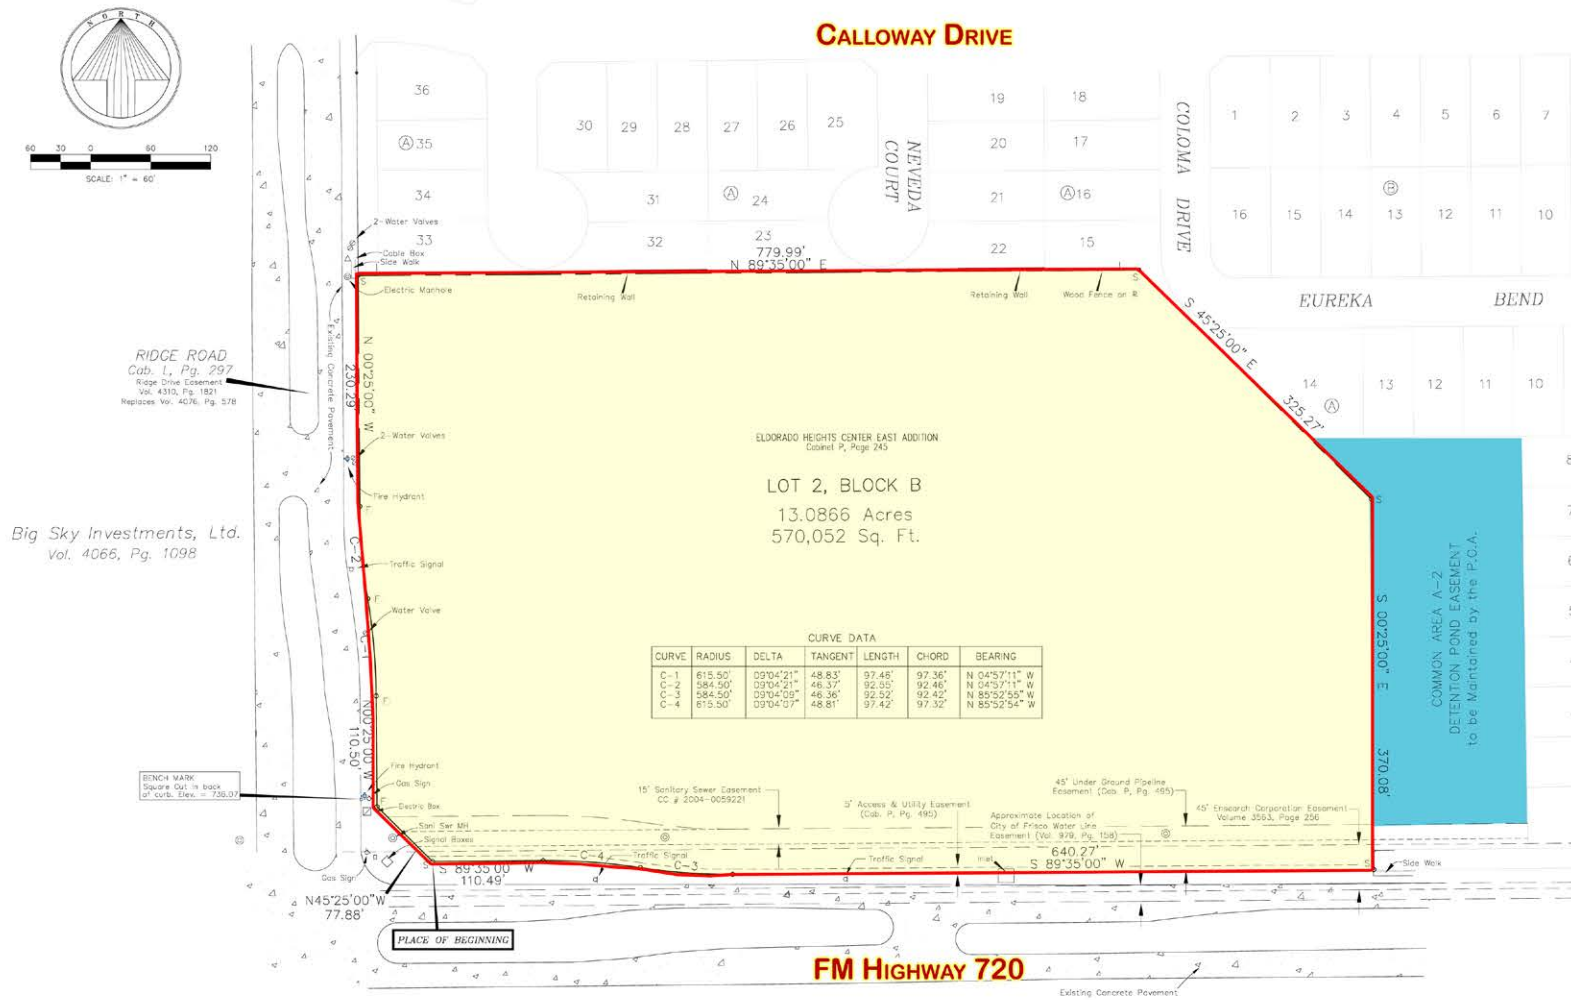 CALLOWAY DRIVE
NORTH
60 30 0 60 120
SCALE: 1" = 60'
36
Ⓐ 35
34
33
30 29 28 27 26 25
31 Ⓐ 24
32 23
NEVEDA
COURT
19 18
20 17
21 Ⓐ 16
22 15
COLOMA DRIVE
1 2 3 4 5 6 7
Ⓑ
16 15 14 13 12 11 10
EUREKA BEND
14 Ⓐ 13 12 11 10
2-Water Valves
Cable Box
Side Walk
Electric Manhole
779.99'
N 89°35'00" E
Retaining Wall
Retaining Wall
Wood Fence on
S 45°25'00" E
325.27'
Existing Concrete Pavement
N 00°25'00" W
230.29'
RIDGE ROAD
Cab. L, Pg. 297
Ridge Drive Easement
Vol. 4310, Pg. 1821
Replaces Vol. 4076, Pg. 578
2-Water Valves
Fire Hydrant
C-2
Traffic Signal
Water Valve
C-1
Big Sky Investments, Ltd.
Vol. 4066, Pg. 1098
ELDORADO HEIGHTS CENTER EAST ADDITION
Cabinet P, Page 245
LOT 2, BLOCK B
13.0866 Acres
570,052 Sq. Ft.
CURVE DATA
CURVE RADIUS DELTA TANGENT LENGTH CHORD BEARING
C-1 615.50' 09°04'21" 48.83' 97.46' 97.36' N 04°57'11" W
C-2 584.50' 09°04'21" 46.37' 92.55' 92.46' N 04°57'11" W
C-3 584.50' 09°04'09" 46.36' 92.52' 92.42' N 85°52'55" W
C-4 615.50' 09°04'07" 48.81' 97.42' 97.32' N 85°52'54" W
S 00°25'00" E
370.08'
COMMON AREA A-2
DETENTION POND EASEMENT
to be Maintained by the P.O.A.
N00°25'00" W
110.50'
BENCH MARK
Square Cut in back
of curb. Elev. = 736.07
Fire Hydrant
Gas Sign
Electric Box
Sani Swr MH
Signal Boxes
Gas Sign
15' Sanitary Sewer Easement
CC # 2004-0059221
5' Access & Utility Easement
(Cab. P, Pg. 495)
45' Under Ground Pipeline
Easement (Cab. P, Pg. 495)
Approximate Location of
City of Frisco Water Line
Easement (Vol. 979, Pg. 158)
45' Ensearch Corporation Easement
Volume 3563, Page 256
S 89°35'00" W
110.49'
C-4
Traffic Signal
C-3
Traffic Signal
Inlet
640.27'
S 89°35'00" W
Side Walk
N45°25'00"W
77.88'
PLACE OF BEGINNING
FM HIGHWAY 720
Existing Concrete Pavement